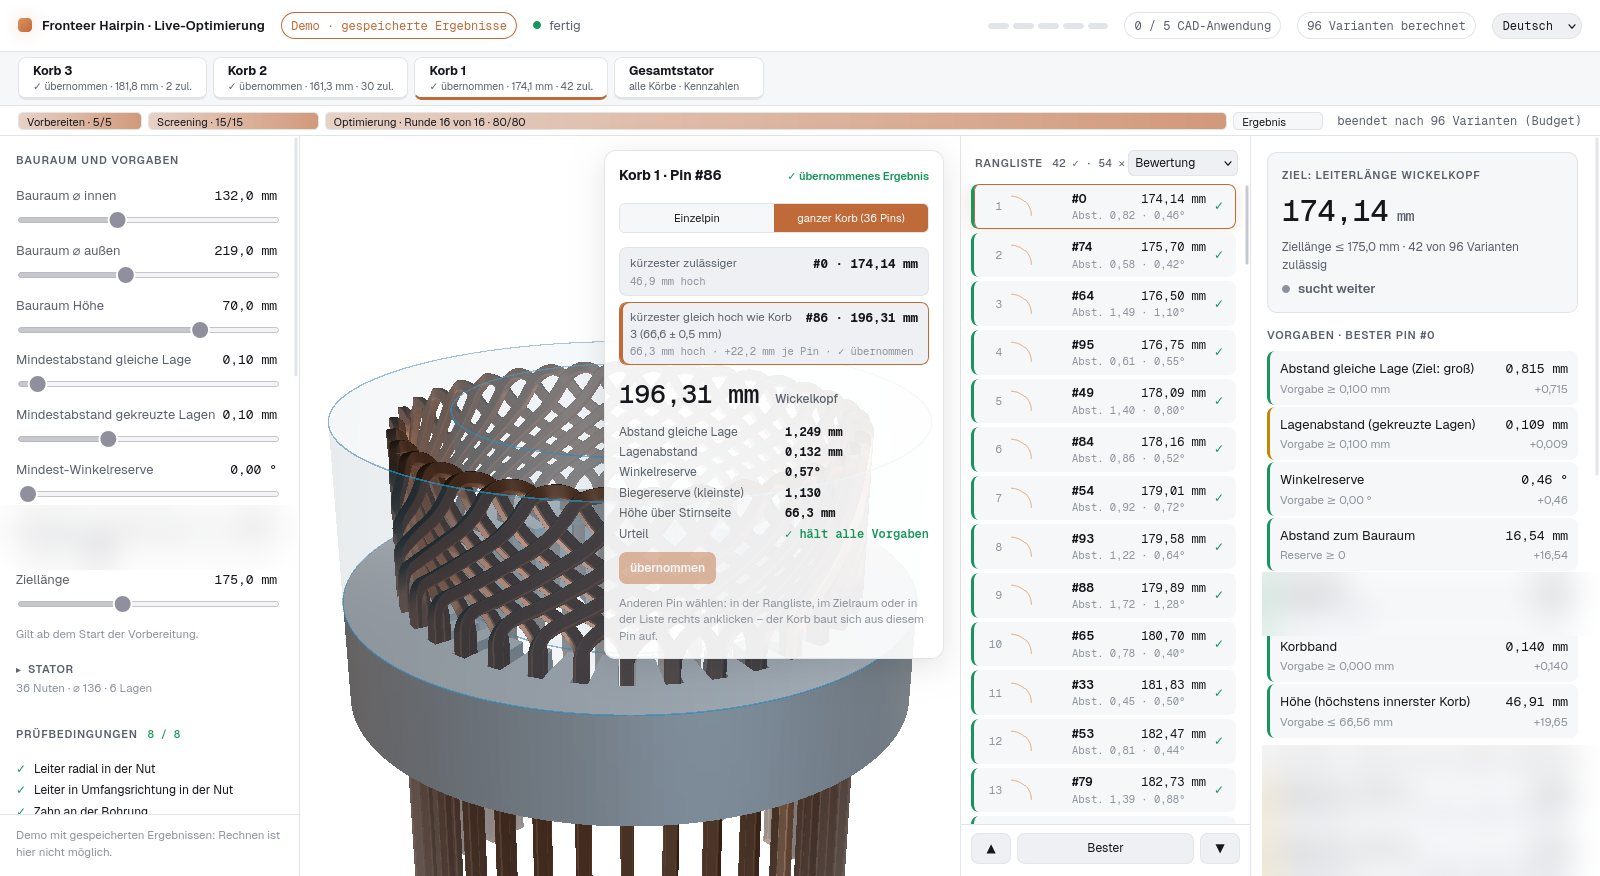 Fronteer Hairpin · Live-Optimierung
Demo · gespeicherte Ergebnisse
fertig
0 / 5 CAD-Anwendung
96 Varianten berechnet
Deutsch
Korb 3
✓ übernommen · 181,8 mm · 2 zul.
Korb 2
✓ übernommen · 161,3 mm · 30 zul.
Korb 1
✓ übernommen · 174,1 mm · 42 zul.
Gesamtstator
alle Körbe · Kennzahlen
Vorbereiten · 5/5
Screening · 15/15
Optimierung · Runde 16 von 16 · 80/80
Ergebnis
beendet nach 96 Varianten (Budget)
BAURAUM UND VORGABEN
Bauraum ⌀ innen 132,0 mm
Bauraum ⌀ außen 219,0 mm
Bauraum Höhe 70,0 mm
Mindestabstand gleiche Lage 0,10 mm
Mindestabstand gekreuzte Lagen 0,10 mm
Mindest-Winkelreserve 0,00 °
Ziellänge 175,0 mm
Gilt ab dem Start der Vorbereitung.
▸ STATOR
36 Nuten · ⌀ 136 · 6 Lagen
PRÜFBEDINGUNGEN 8 / 8
✓ Leiter radial in der Nut
✓ Leiter in Umfangsrichtung in der Nut
✓ Zahn an der Bohrung
Demo mit gespeicherten Ergebnissen: Rechnen ist
hier nicht möglich.
Korb 1 · Pin #86
✓ übernommenes Ergebnis
Einzelpin
ganzer Korb (36 Pins)
kürzester zulässiger #0 · 174,14 mm
46,9 mm hoch
kürzester gleich hoch wie Korb #86 · 196,31 mm
3 (66,6 ± 0,5 mm)
66,3 mm hoch · +22,2 mm je Pin · ✓ übernommen
196,31 mm Wickelkopf
Abstand gleiche Lage 1,249 mm
Lagenabstand 0,132 mm
Winkelreserve 0,57°
Biegereserve (kleinste) 1,130
Höhe über Stirnseite 66,3 mm
Urteil ✓ hält alle Vorgaben
übernommen
Anderen Pin wählen: in der Rangliste, im Zielraum oder in
der Liste rechts anklicken – der Korb baut sich aus diesem
Pin auf.
RANGLISTE 42 ✓ · 54 ×
Bewertung
1 #0 174,14 mm ✓
Abst. 0,82 · 0,46°
2 #74 175,70 mm ✓
Abst. 0,58 · 0,42°
3 #64 176,50 mm ✓
Abst. 1,49 · 1,10°
4 #95 176,75 mm ✓
Abst. 0,61 · 0,55°
5 #49 178,09 mm ✓
Abst. 1,40 · 0,80°
6 #84 178,16 mm ✓
Abst. 0,86 · 0,52°
7 #54 179,01 mm ✓
Abst. 0,92 · 0,72°
8 #93 179,58 mm ✓
Abst. 1,22 · 0,64°
9 #88 179,89 mm ✓
Abst. 1,72 · 1,28°
10 #65 180,70 mm ✓
Abst. 0,78 · 0,40°
11 #33 181,83 mm ✓
Abst. 0,45 · 0,50°
12 #53 182,47 mm ✓
Abst. 0,81 · 0,44°
13 #79 182,73 mm ✓
Abst. 1,39 · 0,88°
▲ Bester ▼
ZIEL: LEITERLÄNGE WICKELKOPF
174,14 mm
Ziellänge ≤ 175,0 mm · 42 von 96 Varianten
zulässig
sucht weiter
VORGABEN · BESTER PIN #0
Abstand gleiche Lage (Ziel: groß) 0,815 mm
Vorgabe ≥ 0,100 mm +0,715
Lagenabstand (gekreuzte Lagen) 0,109 mm
Vorgabe ≥ 0,100 mm +0,009
Winkelreserve 0,46 °
Vorgabe ≥ 0,00 ° +0,46
Abstand zum Bauraum 16,54 mm
Reserve ≥ 0 +16,54
Korbband 0,140 mm
Vorgabe ≥ 0,000 mm +0,140
Höhe (höchstens innerster Korb) 46,91 mm
Vorgabe ≤ 66,56 mm +19,65